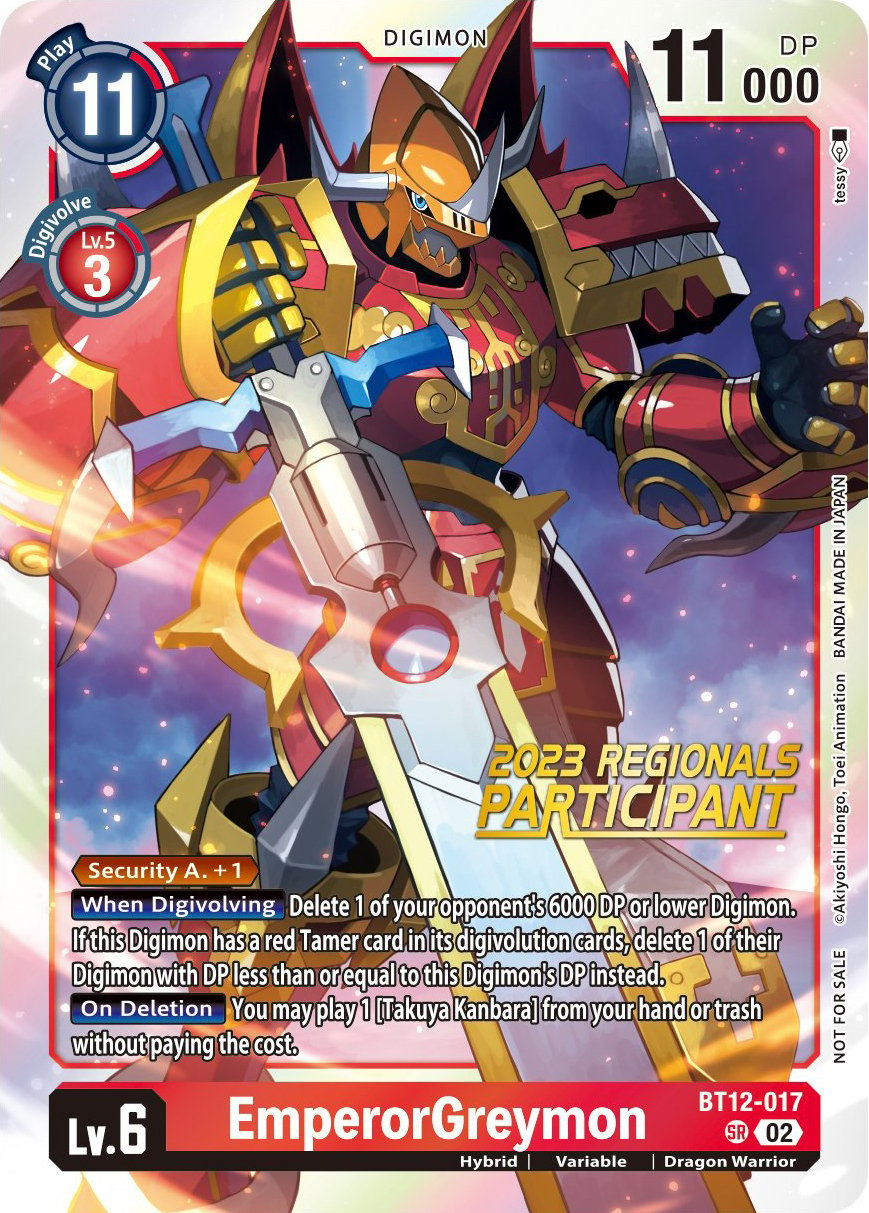 DIGIMON
Play
11
11000
DP
Digivolve
Lv.5
3
tessy
©Akiyoshi Hongo, Toei Animation BANDAI MADE IN JAPAN
NOT FOR SALE
2023 REGIONALS
PARTICIPANT
Security A. +1
When Digivolving Delete 1 of your opponent's 6000 DP or lower Digimon.
If this Digimon has a red Tamer card in its digivolution cards, delete 1 of their
Digimon with DP less than or equal to this Digimon's DP instead.
On Deletion You may play 1 [Takuya Kanbara] from your hand or trash
without paying the cost.
Lv.6
EmperorGreymon
BT12-017
SR 02
Hybrid | Variable | Dragon Warrior